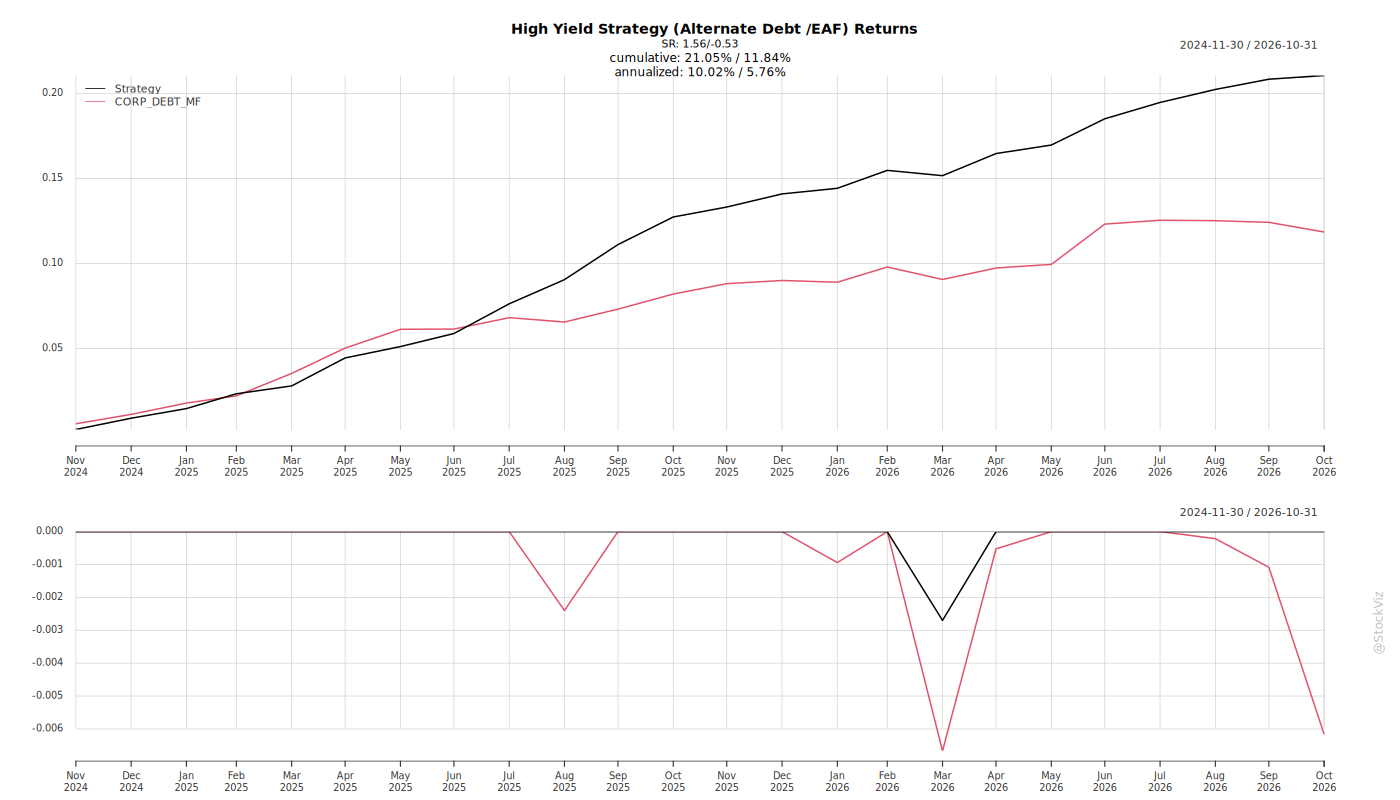 High Yield Strategy (Alternate Debt /EAF) Returns
SR: 1.56/-0.53
cumulative: 21.05% / 11.84%
annualized: 10.02% / 5.76%
2024-11-30 / 2026-10-31
Strategy
CORP_DEBT_MF
0.20
0.15
0.10
0.05
Nov Dec Jan Feb Mar Apr May Jun Jul Aug Sep Oct Nov Dec Jan Feb Mar Apr May Jun Jul Aug Sep Oct
2024 2024 2025 2025 2025 2025 2025 2025 2025 2025 2025 2025 2025 2025 2026 2026 2026 2026 2026 2026 2026 2026 2026 2026
2024-11-30 / 2026-10-31
0.000
-0.001
-0.002
-0.003
-0.004
-0.005
-0.006
Nov Dec Jan Feb Mar Apr May Jun Jul Aug Sep Oct Nov Dec Jan Feb Mar Apr May Jun Jul Aug Sep Oct
2024 2024 2025 2025 2025 2025 2025 2025 2025 2025 2025 2025 2025 2025 2026 2026 2026 2026 2026 2026 2026 2026 2026 2026
@StockViz